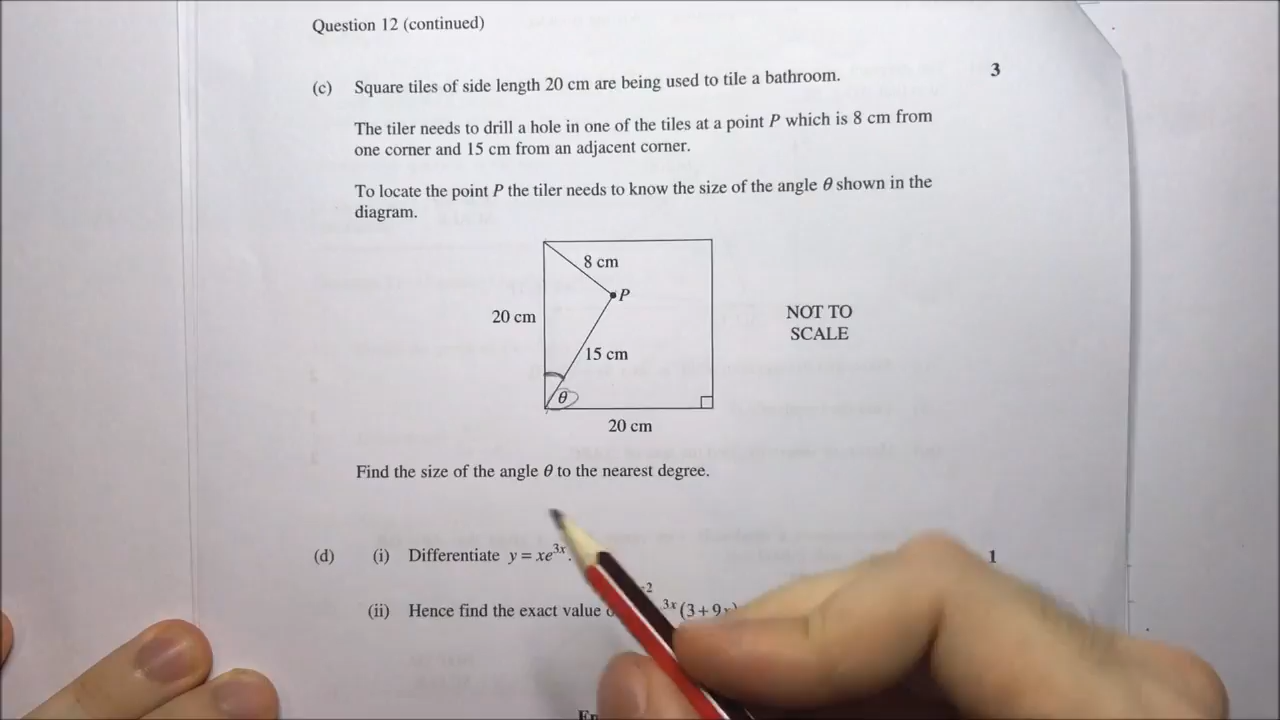 Question 12 (continued)
(c) Square tiles of side length 20 cm are being used to tile a bathroom. 3
The tiler needs to drill a hole in one of the tiles at a point P which is 8 cm from
one corner and 15 cm from an adjacent corner.
To locate the point P the tiler needs to know the size of the angle θ shown in the
diagram.
8 cm
P
20 cm
NOT TO
SCALE
15 cm
θ
20 cm
Find the size of the angle θ to the nearest degree.
(d) (i) Differentiate y = xe³ˣ. 1
(ii) Hence find the exact value
3x (3 + 9x)